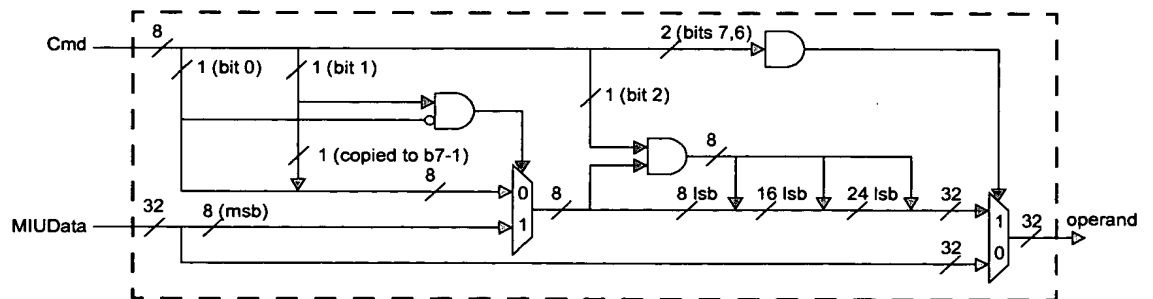 Cmd
8
2 (bits 7,6)
1 (bit 0)
1 (bit 1)
1 (bit 2)
1 (copied to b7-1)
8
8
0
1
8
8 lsb
16 lsb
24 lsb
32
MIUData
32
8 (msb)
1
0
32
operand
32